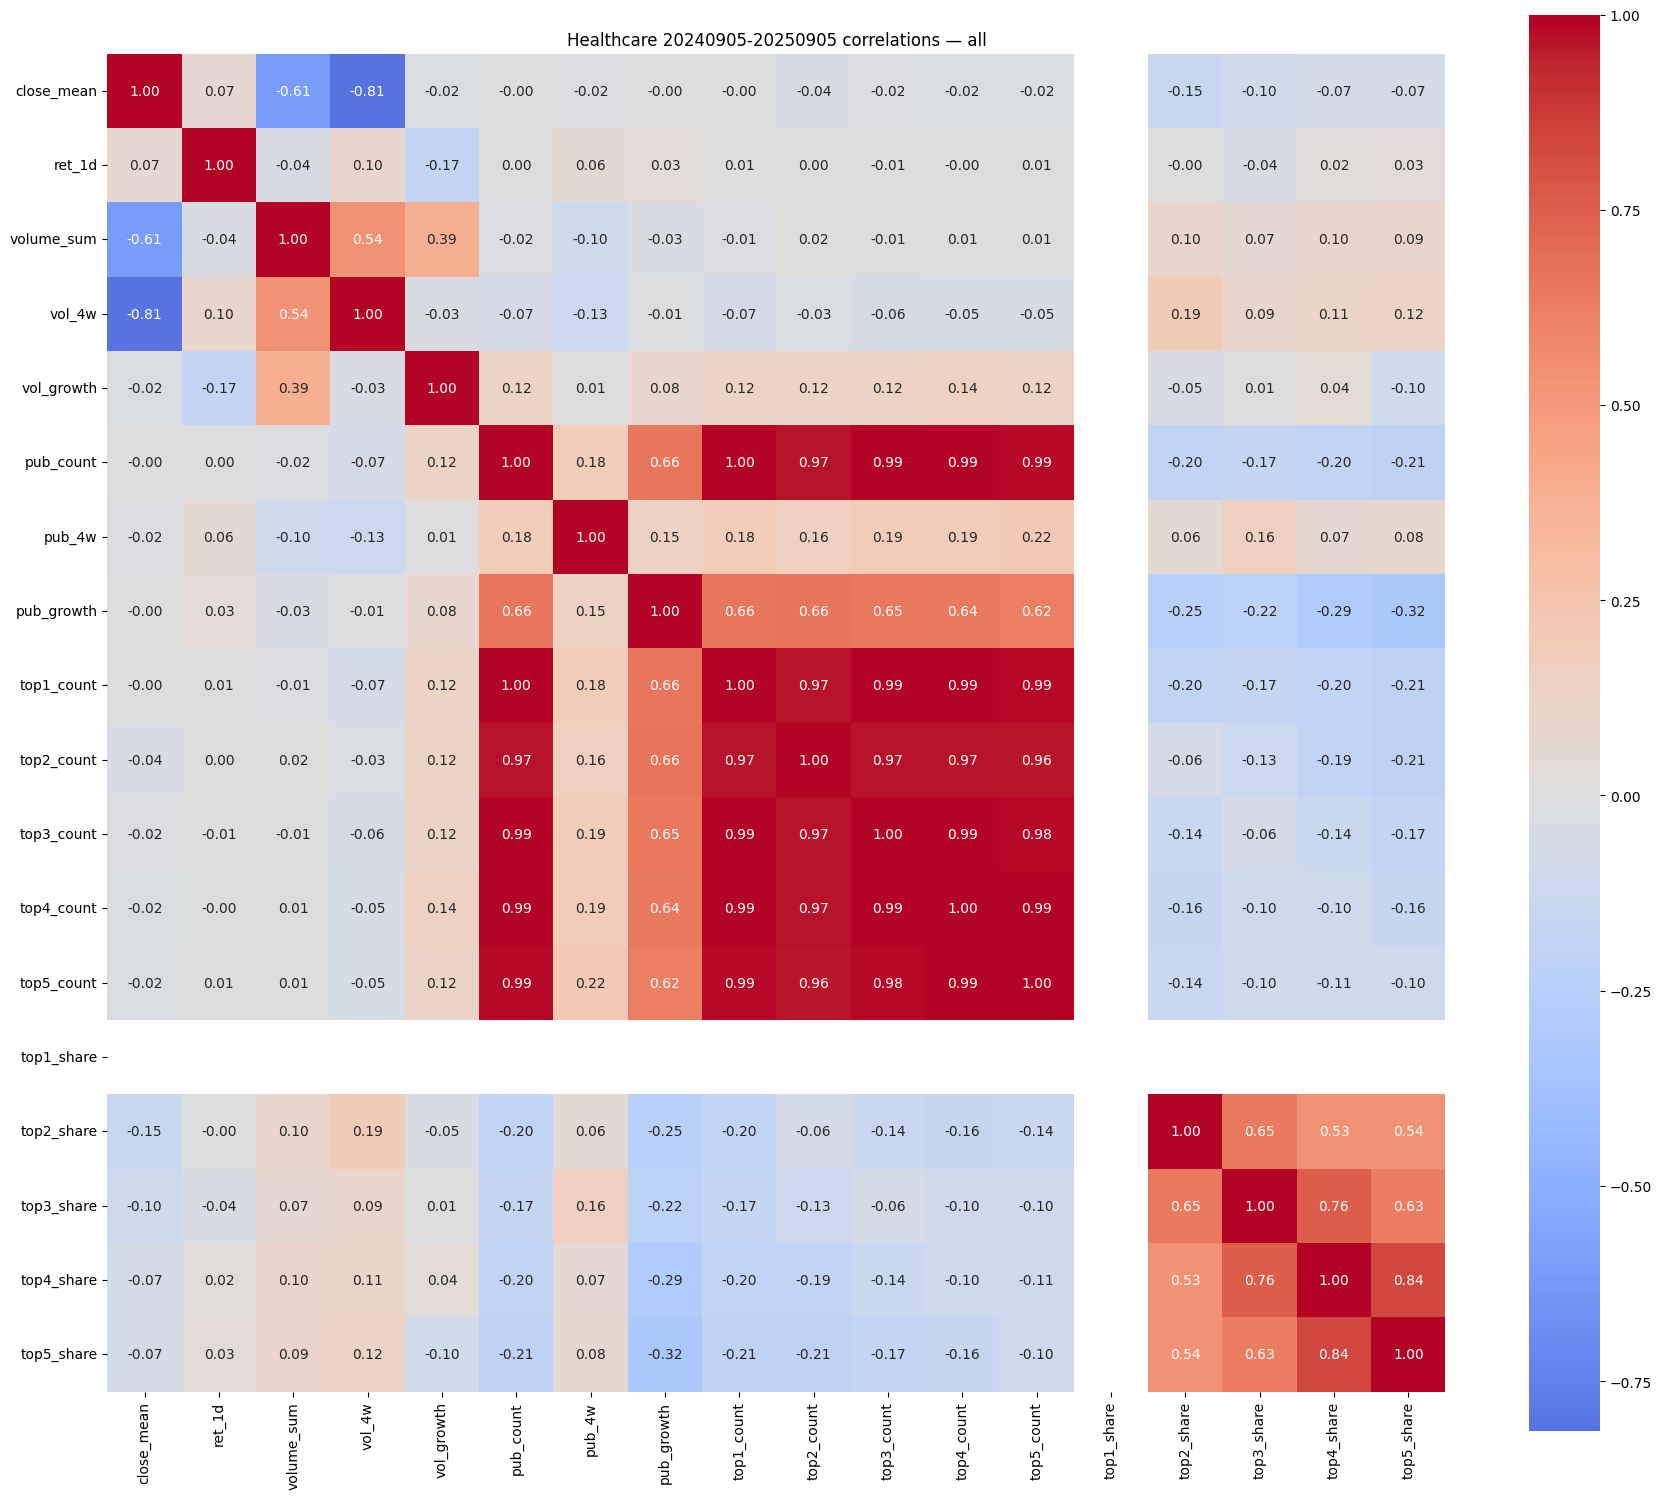 Healthcare 20240905-20250905 correlations — all
close_mean 1.00 0.07 -0.61 -0.81 -0.02 -0.00 -0.02 -0.00 -0.00 -0.04 -0.02 -0.02 -0.02 -0.15 -0.10 -0.07 -0.07
ret_1d 0.07 1.00 -0.04 0.10 -0.17 0.00 0.06 0.03 0.01 0.00 -0.01 -0.00 0.01 -0.00 -0.04 0.02 0.03
volume_sum -0.61 -0.04 1.00 0.54 0.39 -0.02 -0.10 -0.03 -0.01 0.02 -0.01 0.01 0.01 0.10 0.07 0.10 0.09
vol_4w -0.81 0.10 0.54 1.00 -0.03 -0.07 -0.13 -0.01 -0.07 -0.03 -0.06 -0.05 -0.05 0.19 0.09 0.11 0.12
vol_growth -0.02 -0.17 0.39 -0.03 1.00 0.12 0.01 0.08 0.12 0.12 0.12 0.14 0.12 -0.05 0.01 0.04 -0.10
pub_count -0.00 0.00 -0.02 -0.07 0.12 1.00 0.18 0.66 1.00 0.97 0.99 0.99 0.99 -0.20 -0.17 -0.20 -0.21
pub_4w -0.02 0.06 -0.10 -0.13 0.01 0.18 1.00 0.15 0.18 0.16 0.19 0.19 0.22 0.06 0.16 0.07 0.08
pub_growth -0.00 0.03 -0.03 -0.01 0.08 0.66 0.15 1.00 0.66 0.66 0.65 0.64 0.62 -0.25 -0.22 -0.29 -0.32
top1_count -0.00 0.01 -0.01 -0.07 0.12 1.00 0.18 0.66 1.00 0.97 0.99 0.99 0.99 -0.20 -0.17 -0.20 -0.21
top2_count -0.04 0.00 0.02 -0.03 0.12 0.97 0.16 0.66 0.97 1.00 0.97 0.97 0.96 -0.06 -0.13 -0.19 -0.21
top3_count -0.02 -0.01 -0.01 -0.06 0.12 0.99 0.19 0.65 0.99 0.97 1.00 0.99 0.98 -0.14 -0.06 -0.14 -0.17
top4_count -0.02 -0.00 0.01 -0.05 0.14 0.99 0.19 0.64 0.99 0.97 0.99 1.00 0.99 -0.16 -0.10 -0.10 -0.16
top5_count -0.02 0.01 0.01 -0.05 0.12 0.99 0.22 0.62 0.99 0.96 0.98 0.99 1.00 -0.14 -0.10 -0.11 -0.10
top1_share
top2_share -0.15 -0.00 0.10 0.19 -0.05 -0.20 0.06 -0.25 -0.20 -0.06 -0.14 -0.16 -0.14 1.00 0.65 0.53 0.54
top3_share -0.10 -0.04 0.07 0.09 0.01 -0.17 0.16 -0.22 -0.17 -0.13 -0.06 -0.10 -0.10 0.65 1.00 0.76 0.63
top4_share -0.07 0.02 0.10 0.11 0.04 -0.20 0.07 -0.29 -0.20 -0.19 -0.14 -0.10 -0.11 0.53 0.76 1.00 0.84
top5_share -0.07 0.03 0.09 0.12 -0.10 -0.21 0.08 -0.32 -0.21 -0.21 -0.17 -0.16 -0.10 0.54 0.63 0.84 1.00
close_mean ret_1d volume_sum vol_4w vol_growth pub_count pub_4w pub_growth top1_count top2_count top3_count top4_count top5_count top1_share top2_share top3_share top4_share top5_share
1.00
0.75
0.50
0.25
0.00
−0.25
−0.50
−0.75